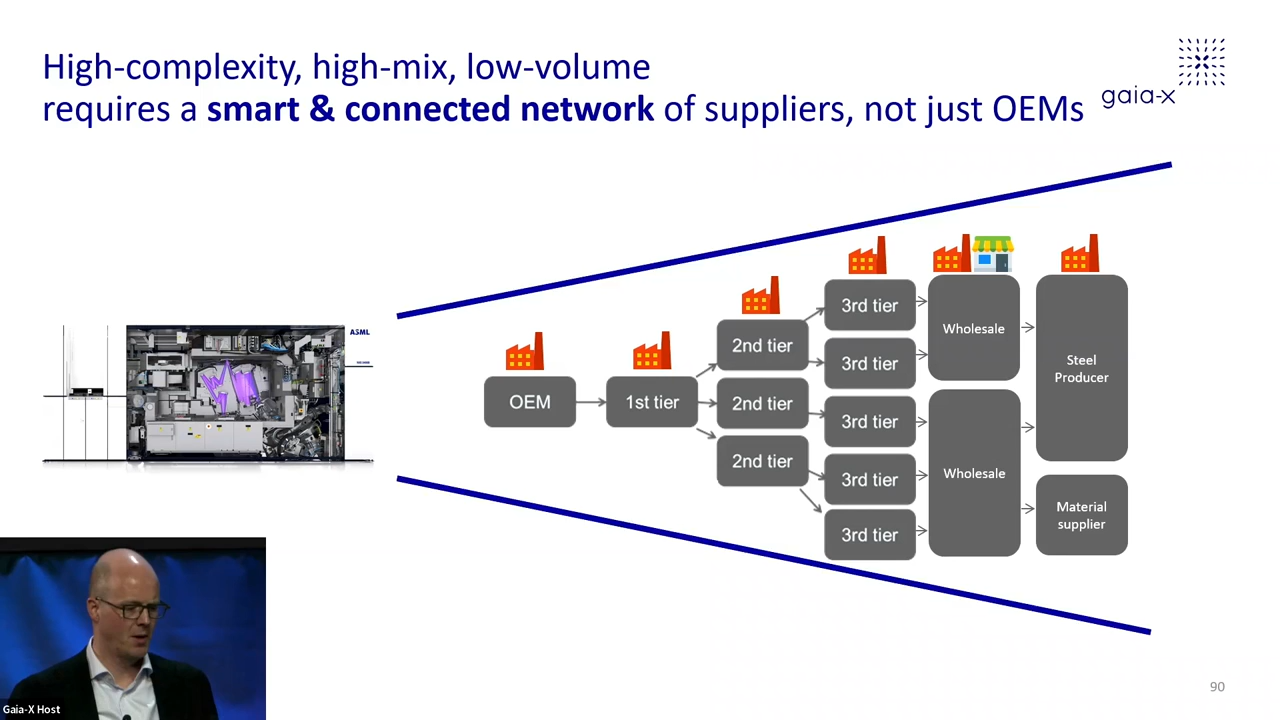 High-complexity, high-mix, low-volume
requires a smart & connected network of suppliers, not just OEMs
gaia-x
ASML
OEM
1st tier
2nd tier
2nd tier
2nd tier
3rd tier
3rd tier
3rd tier
3rd tier
3rd tier
Wholesale
Wholesale
Steel
Producer
Material
supplier
Gaia-X Host
90